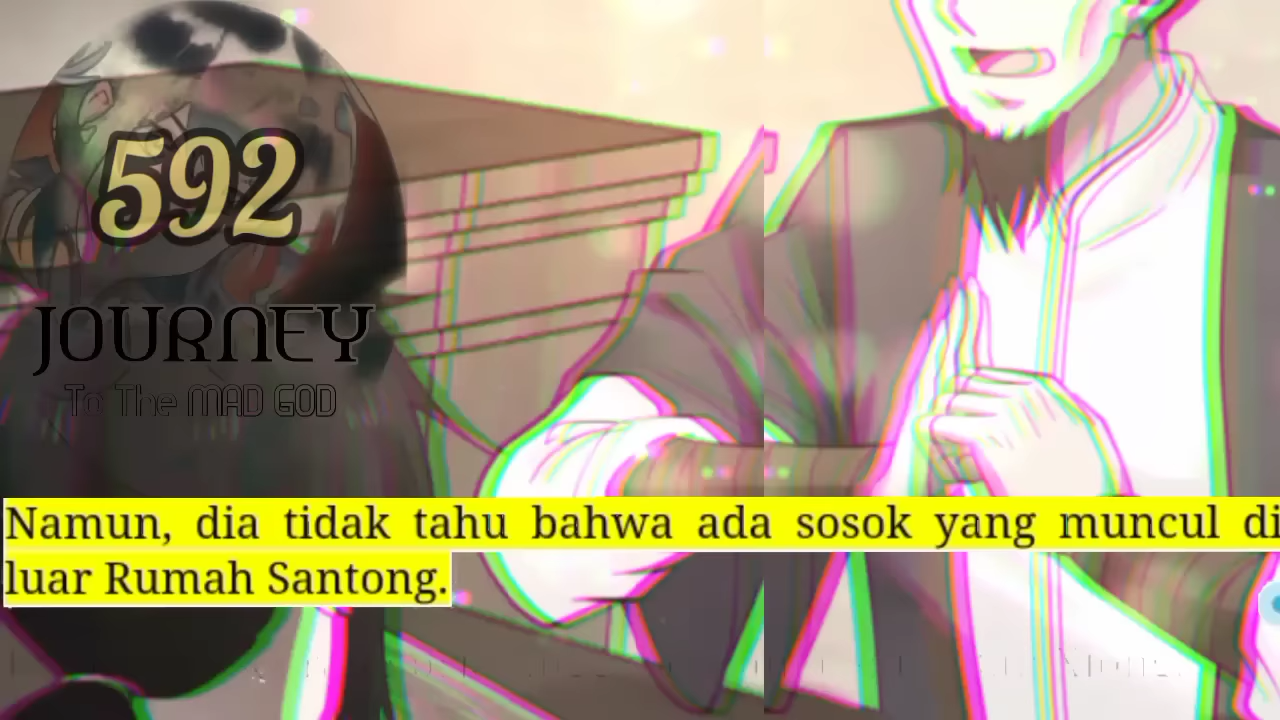 592
JOURNEY
To The MAD GOD
Namun, dia tidak tahu bahwa ada sosok yang muncul di
luar Rumah Santong.